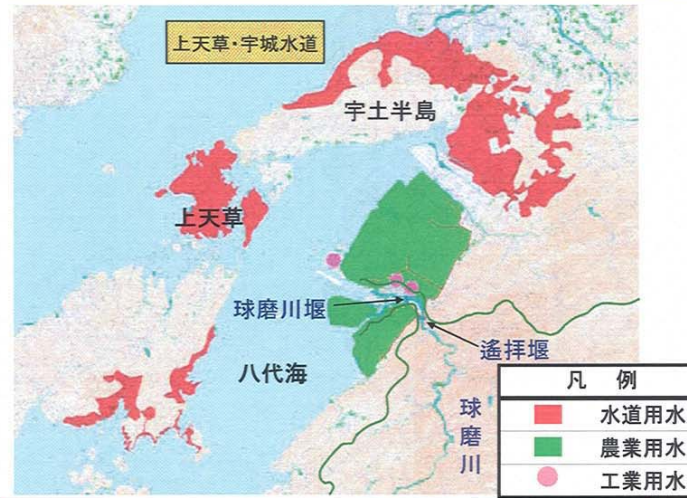 上天草・宇城水道
宇土半島
上天草
球磨川堰
遙拝堰
八代海
球磨川
凡 例
水道用水
農業用水
工業用水